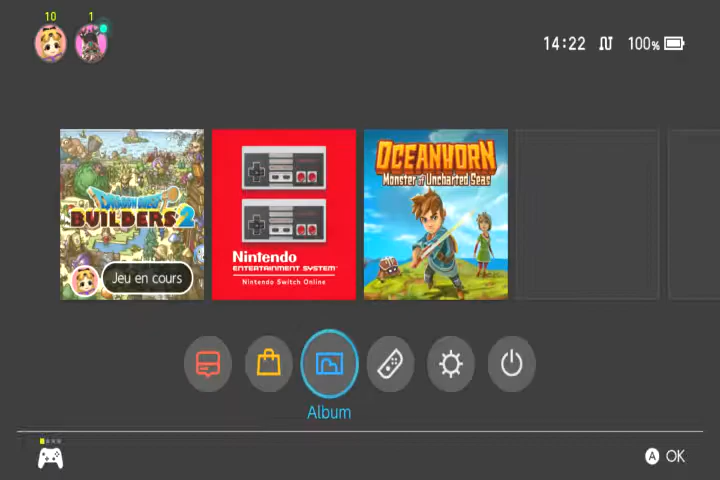 10 1
14:22 100%
DRAGON QUEST
BUILDERS 2
Jeu en cours
Nintendo
ENTERTAINMENT SYSTEM™
Nintendo Switch Online
OCEANHORN
Monster of Uncharted Seas
Album
A OK